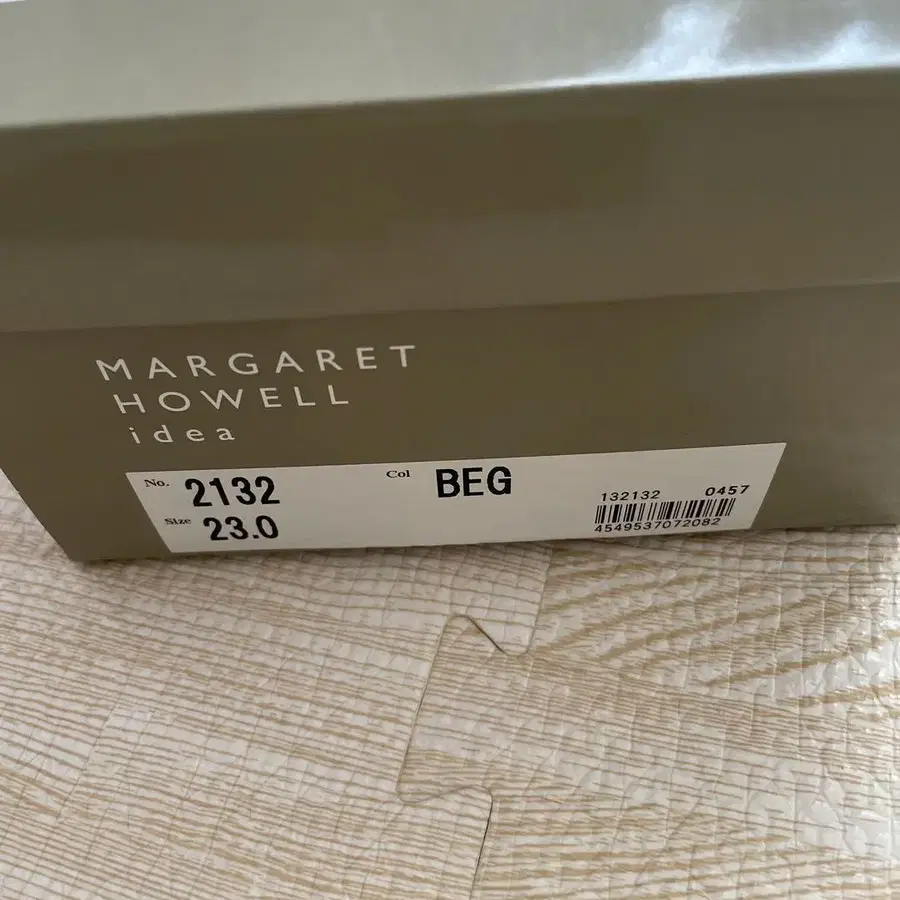 MARGARET
HOWELL
idea
No. 2132 Col BEG
Size 23.0
132132 0457
4549537072082